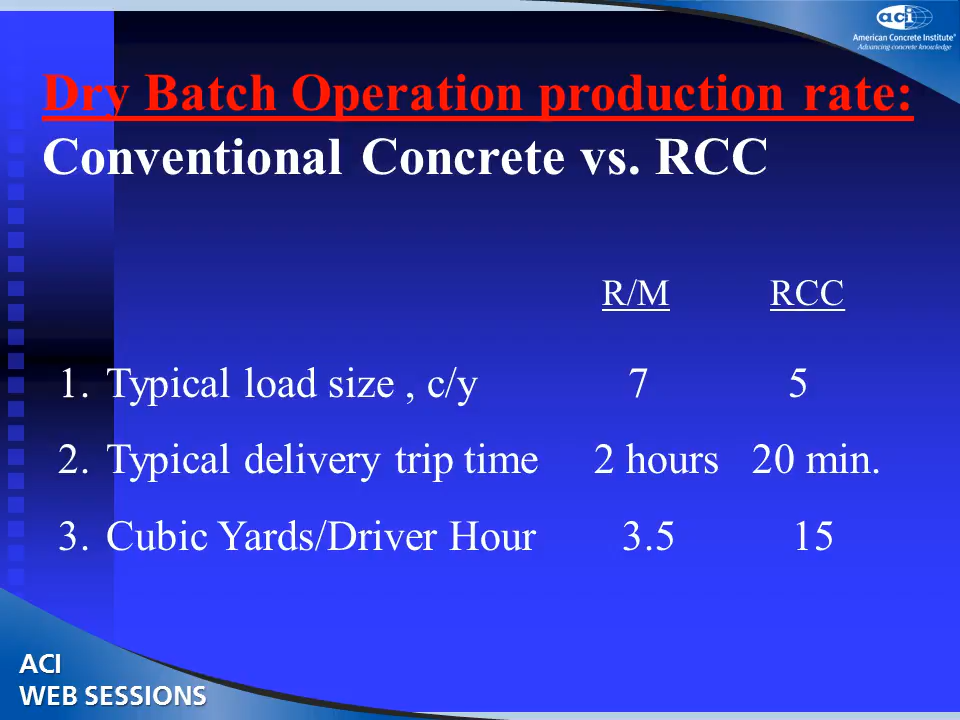 aci
American Concrete Institute®
Advancing concrete knowledge
Dry Batch Operation production rate:
Conventional Concrete vs. RCC
R/M RCC
1. Typical load size , c/y 7 5
2. Typical delivery trip time 2 hours 20 min.
3. Cubic Yards/Driver Hour 3.5 15
ACI
WEB SESSIONS